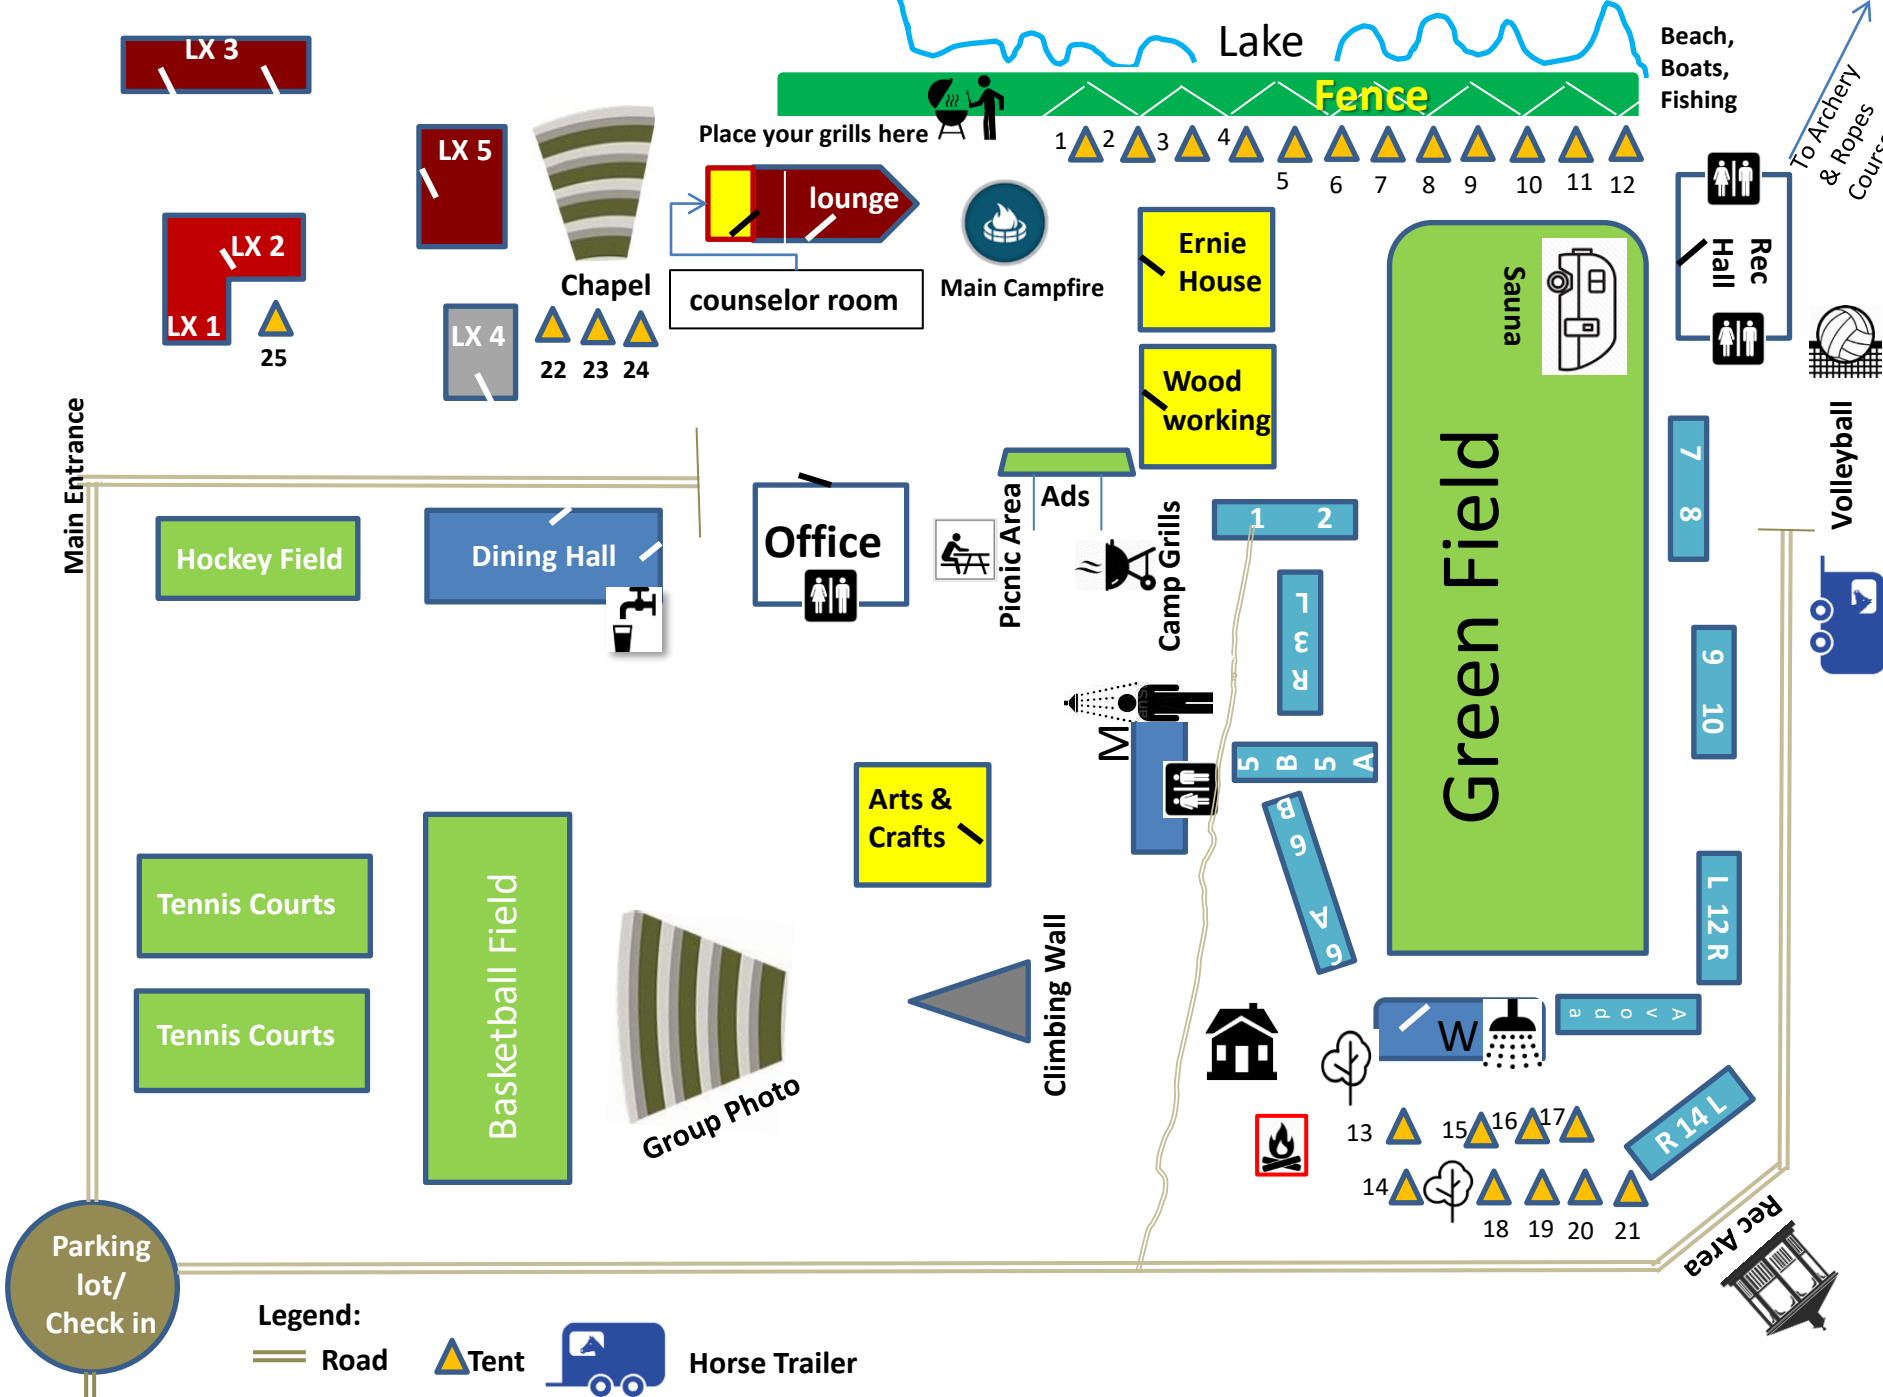 LX 3
Lake
Beach,
Boats,
Fishing
Fence
To Archery
& Ropes
Place your grills here
1
2
3
4
5
6
7
8
9
10
11
12
LX 5
lounge
LX 2
LX 1
25
Chapel
counselor room
Main Campfire
Ernie
House
Sauna
Rec
Hall
LX 4
22
23
24
Wood
working
Main Entrance
Volleyball
7 8
Hockey Field
Dining Hall
Office
Picnic Area
Ads
Camp Grills
1 2
L 3 R
Green Field
9 10
M
5 B 5 A
Arts &
Crafts
B 6 A 6
L 12 R
Tennis Courts
Tennis Courts
Basketball Field
Group Photo
Climbing Wall
W
A v o d a
R 14 L
13
15
16
17
14
18
19
20
21
Rec Area
Parking
lot/
Check in
Legend:
Road
Tent
Horse Trailer